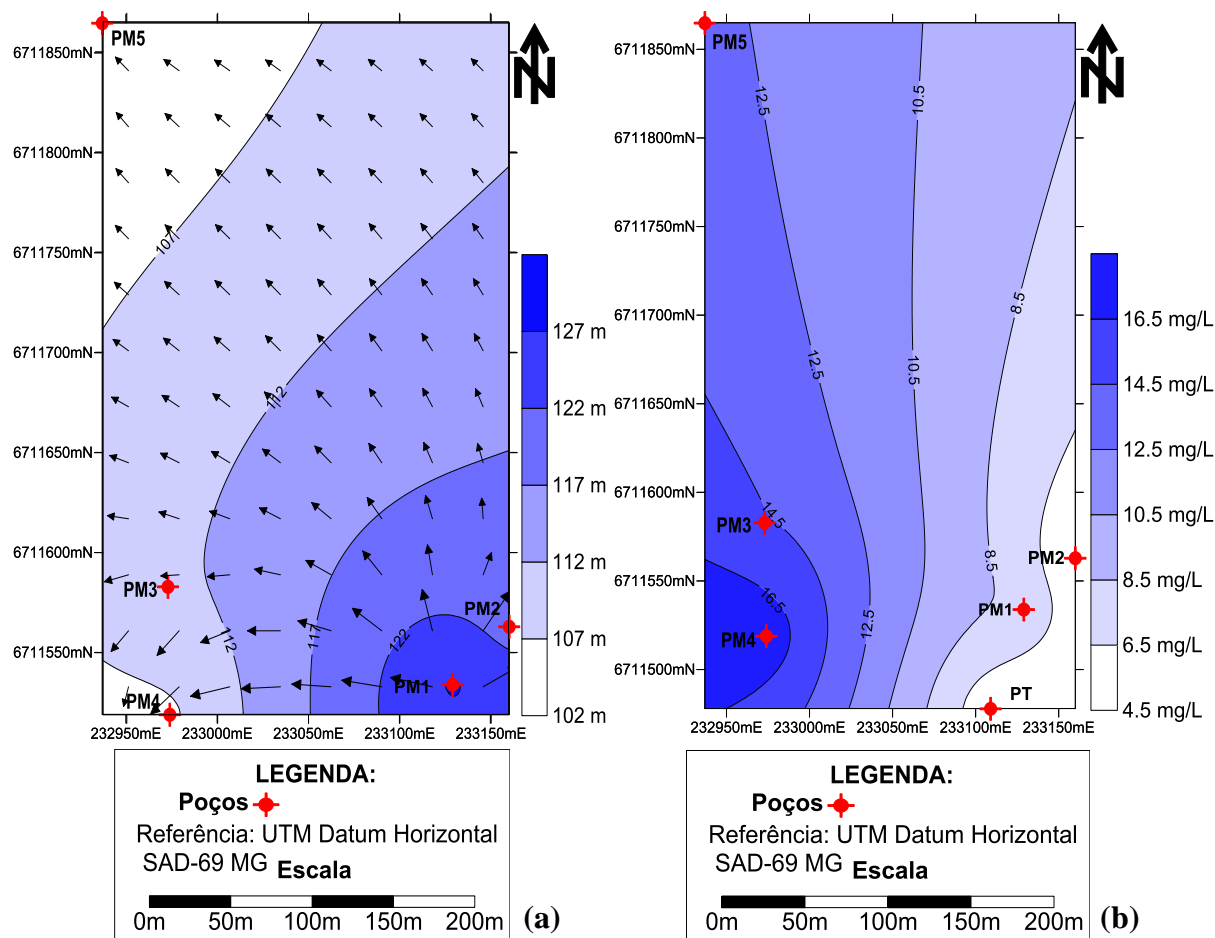 PM5
6711850mN
6711800mN
6711750mN
6711700mN
6711650mN
6711600mN
6711550mN
107
112
112
117
122
PM3
PM2
PM1
PM4
N
127 m
122 m
117 m
112 m
107 m
102 m
232950mE 233000mE 233050mE 233100mE 233150mE
LEGENDA:
Poços
Referência: UTM Datum Horizontal
SAD-69 MG Escala
0m 50m 100m 150m 200m
(a)
PM5
6711850mN
6711800mN
6711750mN
6711700mN
6711650mN
6711600mN
6711550mN
6711500mN
12.5
10.5
8.5
12.5
10.5
14.5
8.5
16.5
12.5
PM3
PM2
PM1
PM4
PT
N
16.5 mg/L
14.5 mg/L
12.5 mg/L
10.5 mg/L
8.5 mg/L
6.5 mg/L
4.5 mg/L
232950mE 233000mE 233050mE 233100mE 233150mE
LEGENDA:
Poços
Referência: UTM Datum Horizontal
SAD-69 MG Escala
0m 50m 100m 150m 200m
(b)